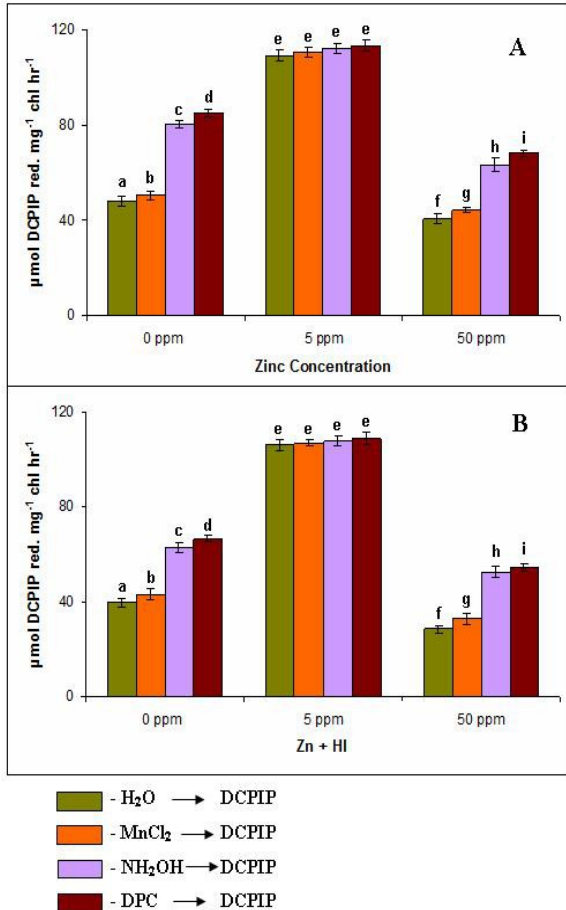 A
µmol DCPIP red. mg⁻¹ chl hr⁻¹
120
80
40
0
a b c d
e e e e
f g h i
0 ppm 5 ppm 50 ppm
Zinc Concentration
B
µmol DCPIP red. mg⁻¹ chl hr⁻¹
120
80
40
0
a b c d
e e e e
f g h i
0 ppm 5 ppm 50 ppm
Zn + HI
- H₂O → DCPIP
- MnCl₂ → DCPIP
- NH₂OH → DCPIP
- DPC → DCPIP